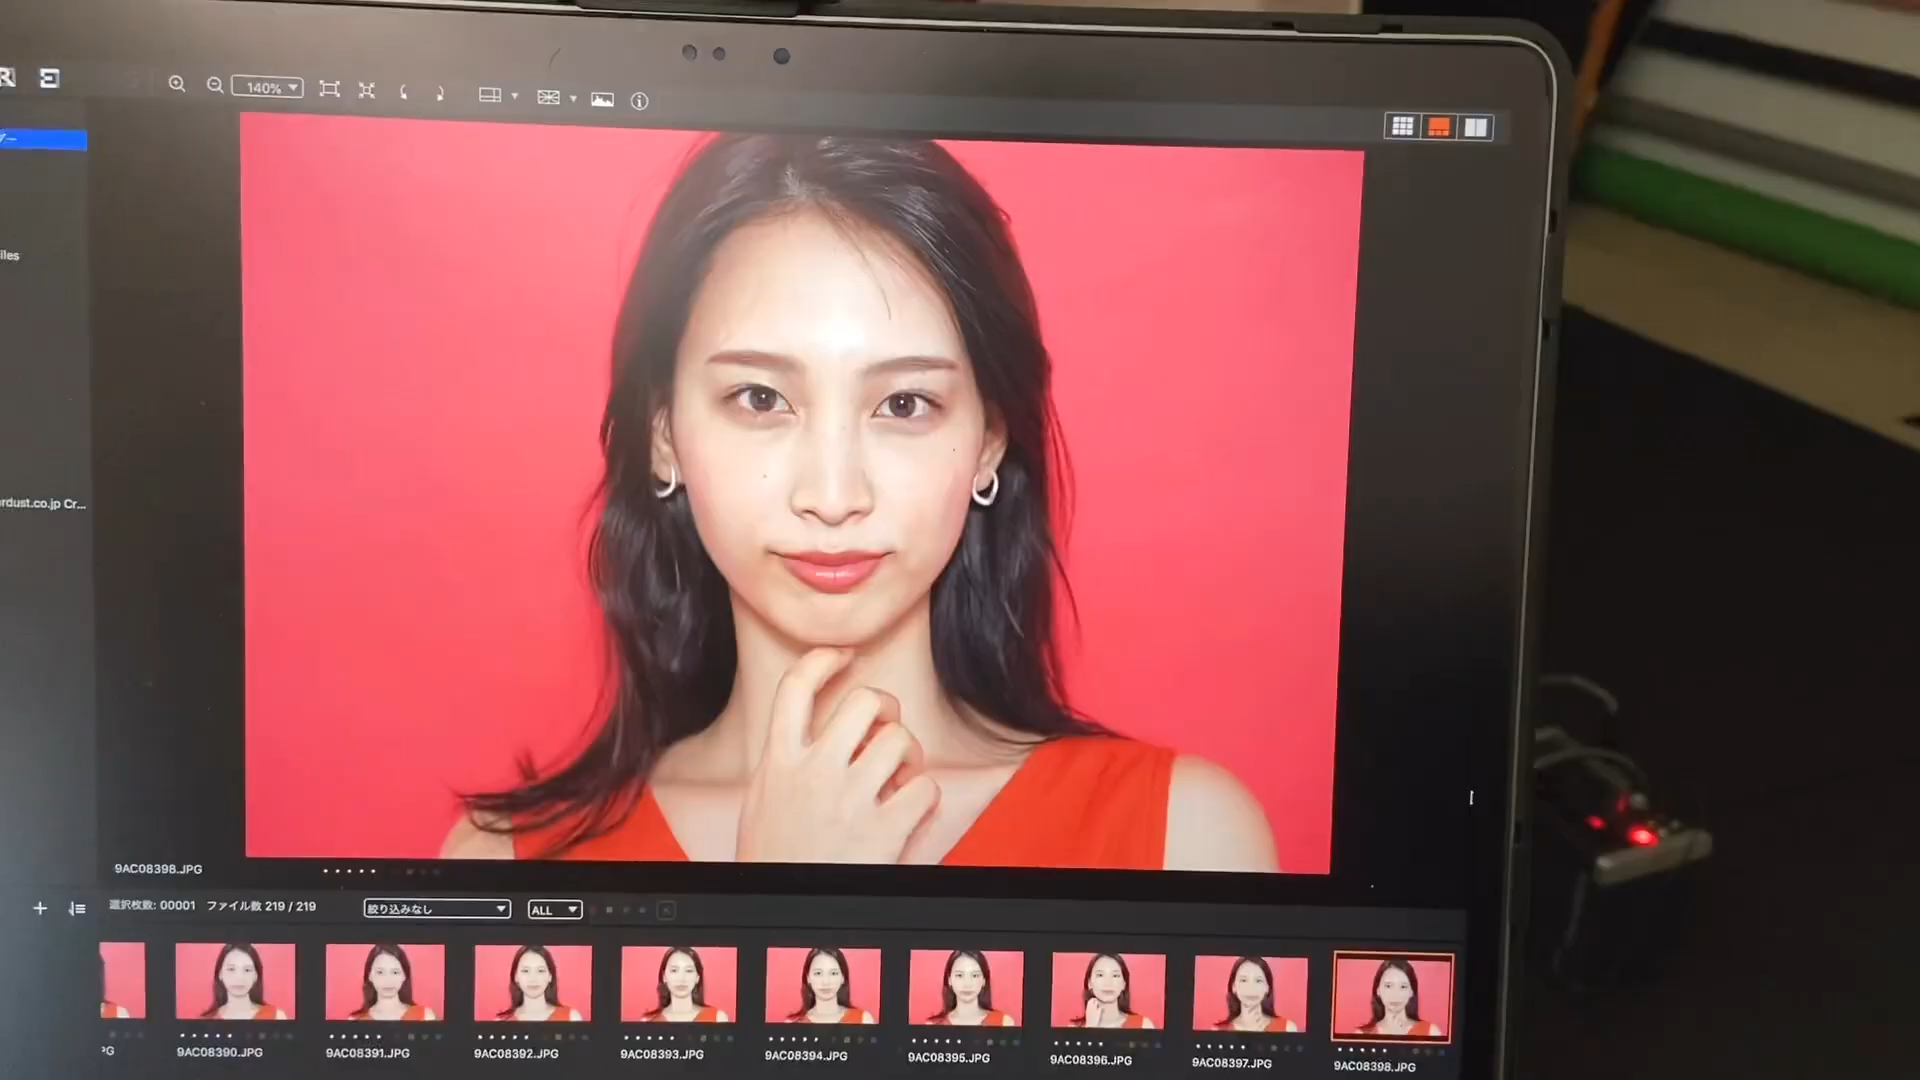 R E
140%
iles
rdust.co.jp Cr...
9AC08398.JPG
選択枚数: 00001 ファイル数 219 / 219
絞り込みなし
ALL
PG
9AC08390.JPG
9AC08391.JPG
9AC08392.JPG
9AC08393.JPG
9AC08394.JPG
9AC08395.JPG
9AC08396.JPG
9AC08397.JPG
9AC08398.JPG